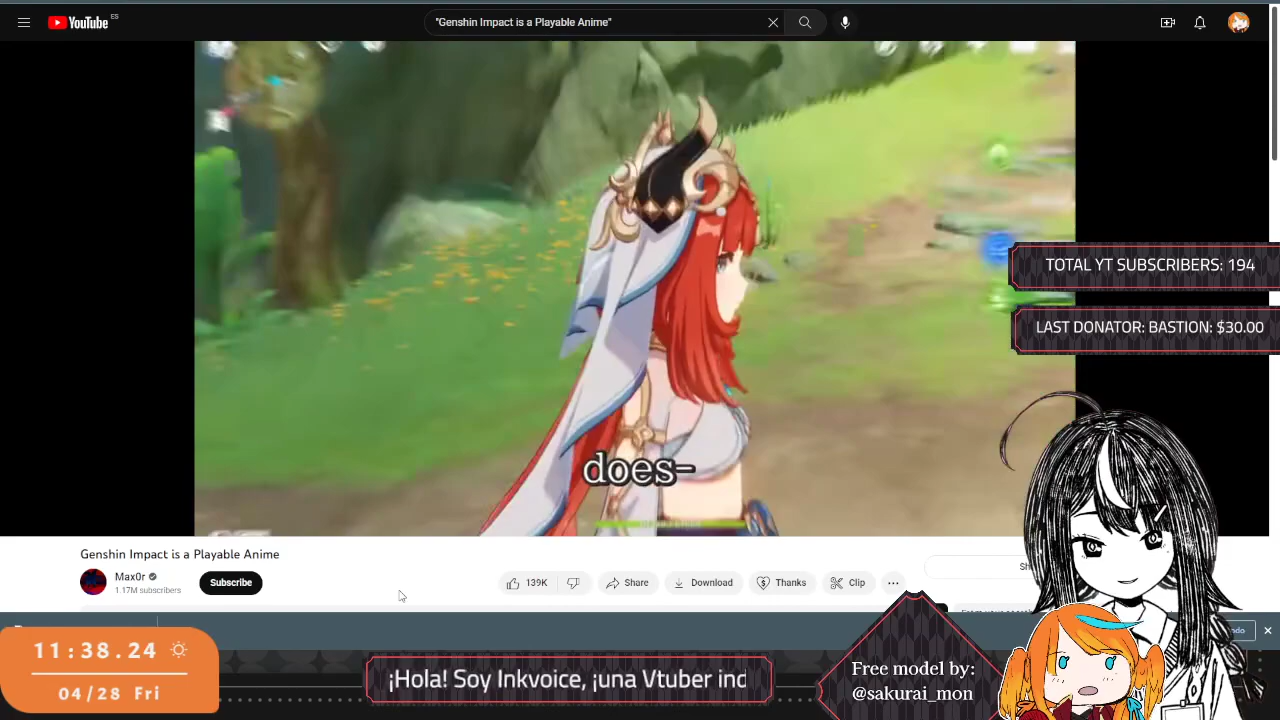 YouTube ES
"Genshin Impact is a Playable Anime"
does-
TOTAL YT SUBSCRIBERS: 194
LAST DONATOR: BASTION: $30.00
Genshin Impact is a Playable Anime
Max0r
1.17M subscribers
Subscribe
139K
Share
Download
Thanks
Clip
11:38.24
04/28 Fri
¡Hola! Soy Inkvoice, ¡una Vtuber ind
Free model by:
@sakurai_mon